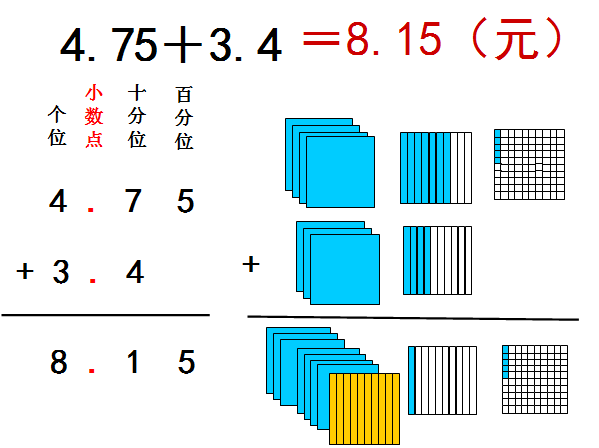 4.75+3.4=8.15（元）
个位 小数点 十分位 百分位
4 . 7 5
+ 3 . 4
+
8 . 1 5